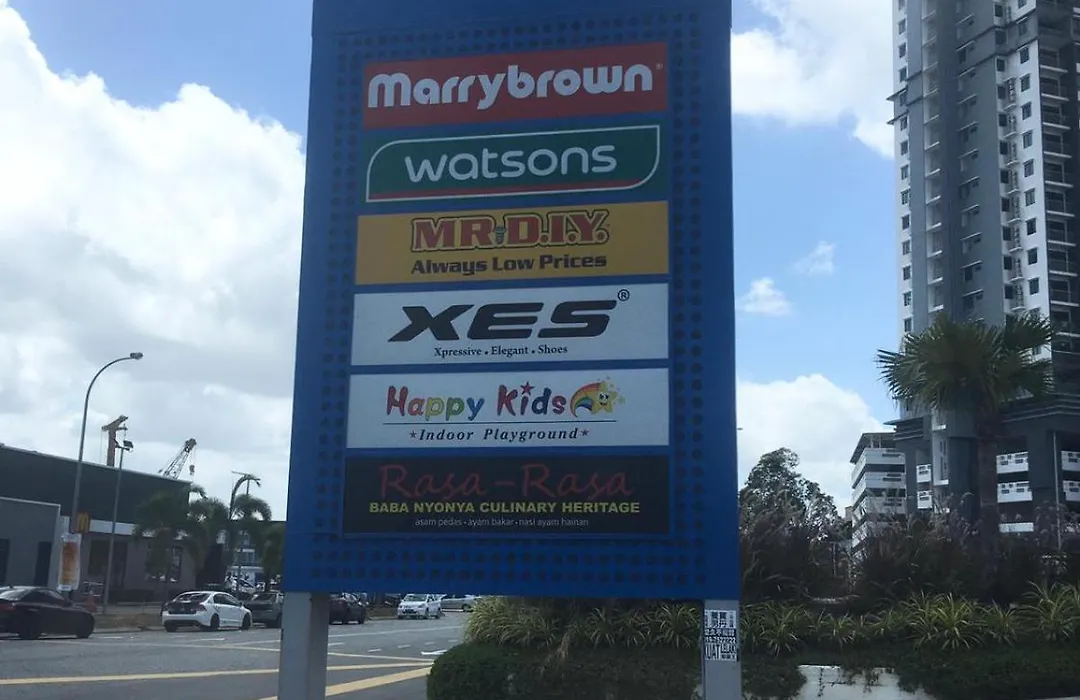 Marrybrown®
watsons
MR.D.I.Y.
Always Low Prices
XES®
Xpressive • Elegant • Shoes
Happy Kids
★Indoor Playground★
Rasa-Rasa
BABA NYONYA CULINARY HERITAGE
asam pedas • ayam bakar • nasi ayam hainan
KUAT